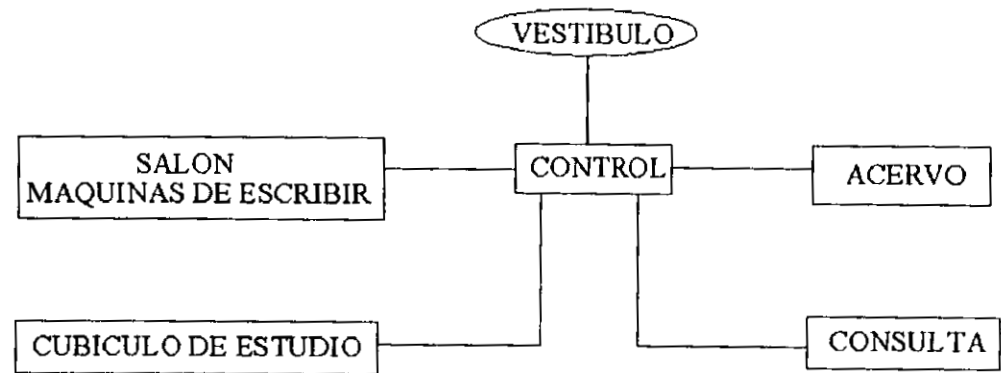 VESTIBULO
SALON
MAQUINAS DE ESCRIBIR
CONTROL
ACERVO
CUBICULO DE ESTUDIO
CONSULTA